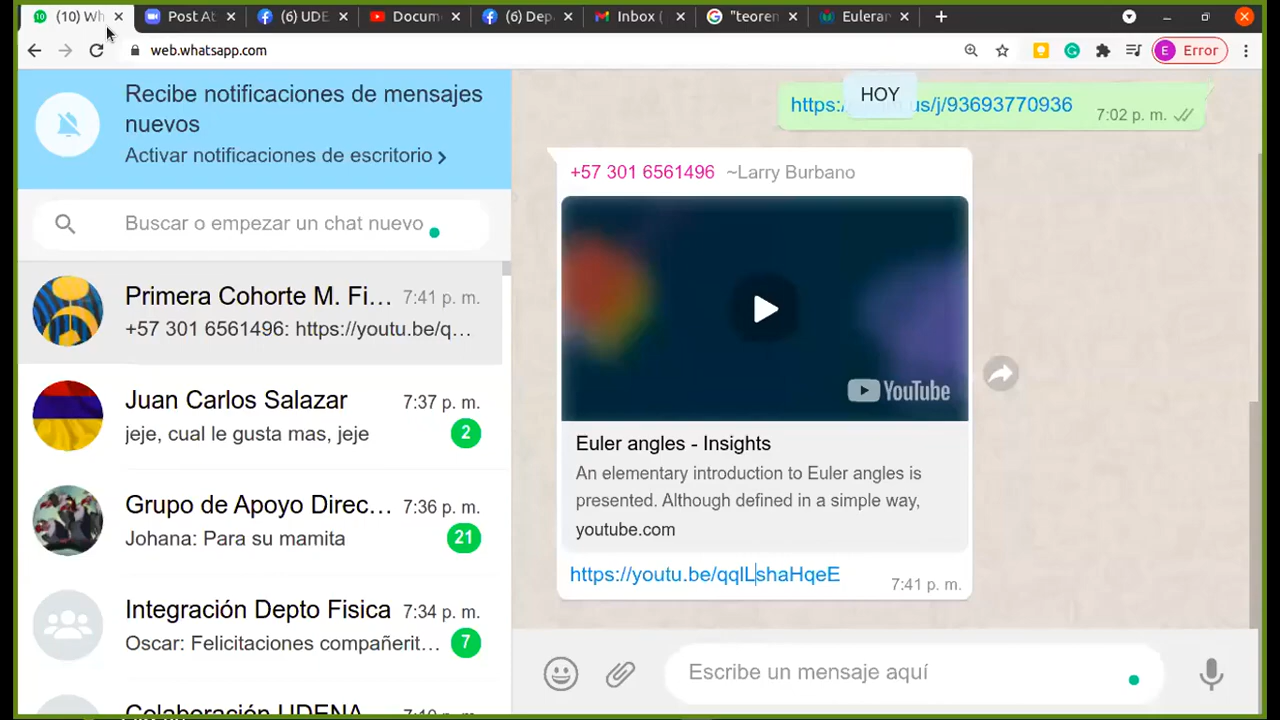 (10) Wh
Post At
(6) UDE
Docum
(6) Dep
Inbox (
"teorem
Euleran
web.whatsapp.com
E Error
Recibe notificaciones de mensajes
nuevos
Activar notificaciones de escritorio
Buscar o empezar un chat nuevo
Primera Cohorte M. Fi... 7:41 p. m.
+57 301 6561496: https://youtu.be/q...
Juan Carlos Salazar 7:37 p. m.
jeje, cual le gusta mas, jeje 2
Grupo de Apoyo Direc... 7:36 p. m.
Johana: Para su mamita 21
Integración Depto Fisica 7:34 p. m.
Oscar: Felicitaciones compañerit... 7
Colaboración UDENA
HOY
us/j/93693770936
7:02 p. m.
+57 301 6561496 ~Larry Burbano
YouTube
Euler angles - Insights
An elementary introduction to Euler angles is
presented. Although defined in a simple way,
youtube.com
https://youtu.be/qqlLshaHqeE
7:41 p. m.
Escribe un mensaje aquí